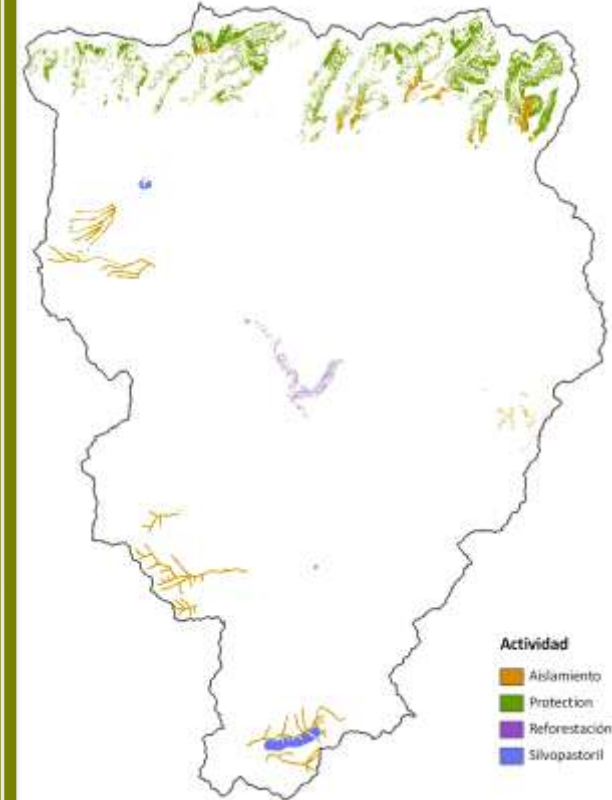 Actividad
Aislamiento
Protection
Reforestación
Silvopastoril